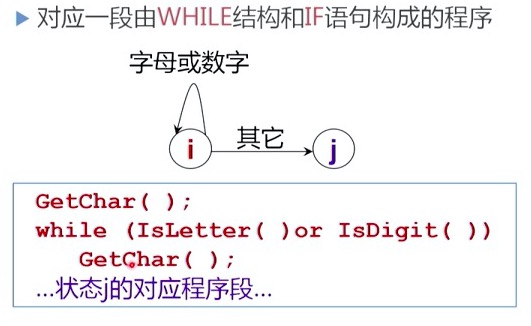 对应一段由WHILE结构和IF语句构成的程序
字母或数字
i
其它
j
GetChar( );
while (IsLetter( )or IsDigit( ))
GetChar( );
…状态j的对应程序段…